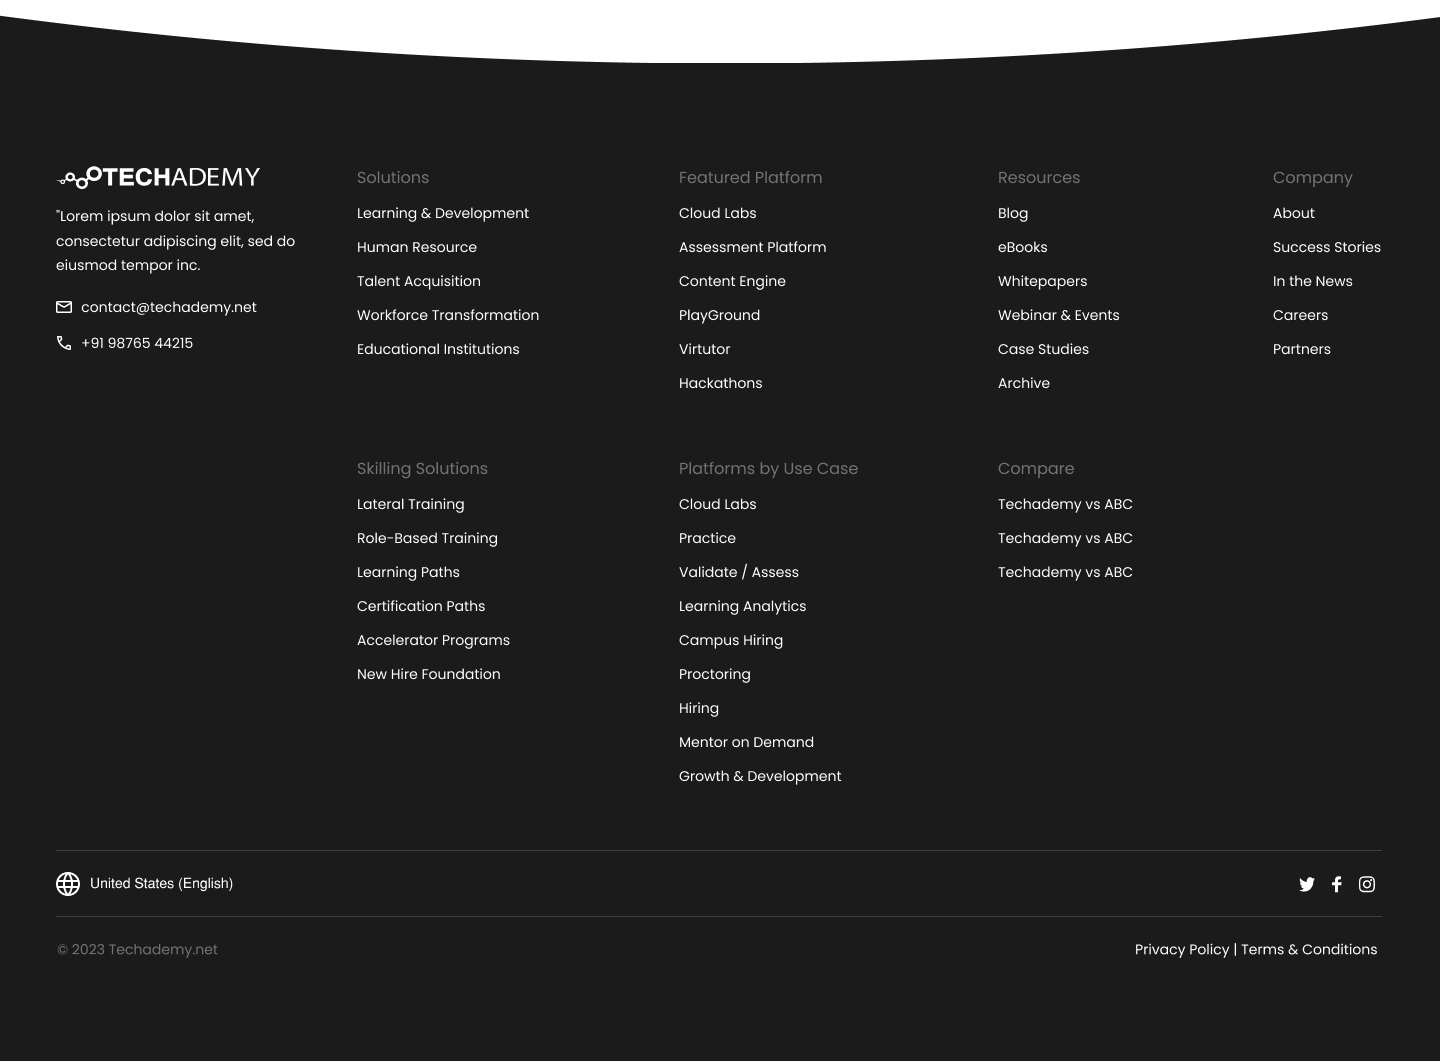 TECHADEMY
"Lorem ipsum dolor sit amet,
consectetur adipiscing elit, sed do
eiusmod tempor inc.
contact@techademy.net
+91 98765 44215
Solutions
Learning & Development
Human Resource
Talent Acquisition
Workforce Transformation
Educational Institutions
Featured Platform
Cloud Labs
Assessment Platform
Content Engine
PlayGround
Virtutor
Hackathons
Resources
Blog
eBooks
Whitepapers
Webinar & Events
Case Studies
Archive
Company
About
Success Stories
In the News
Careers
Partners
Skilling Solutions
Lateral Training
Role-Based Training
Learning Paths
Certification Paths
Accelerator Programs
New Hire Foundation
Platforms by Use Case
Cloud Labs
Practice
Validate / Assess
Learning Analytics
Campus Hiring
Proctoring
Hiring
Mentor on Demand
Growth & Development
Compare
Techademy vs ABC
Techademy vs ABC
Techademy vs ABC
United States (English)
© 2023 Techademy.net
Privacy Policy | Terms & Conditions